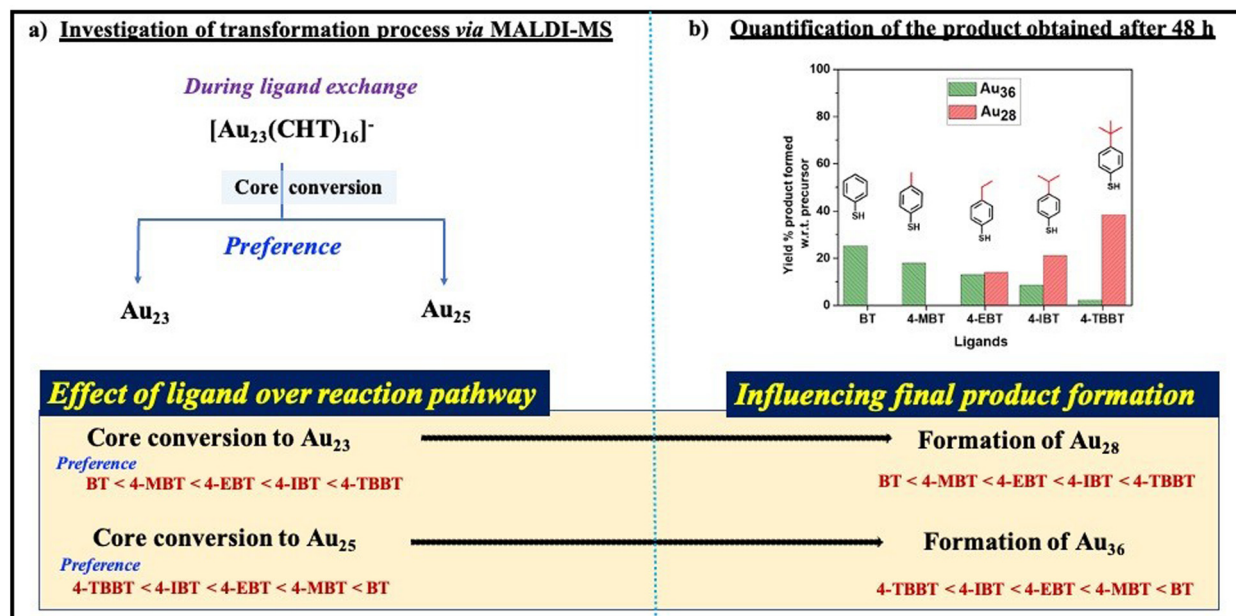 a) Investigation of transformation process via MALDI-MS
During ligand exchange
[Au23(CHT)16]-
Core conversion
Preference
Au23
Au25
b) Quantification of the product obtained after 48 h
100
80
60
40
20
0
Yield % product formed
w.r.t. precursor
Au36
Au28
SH
SH
SH
SH
SH
BT
4-MBT
4-EBT
4-IBT
4-TBBT
Ligands
Effect of ligand over reaction pathway
Influencing final product formation
Core conversion to Au23
Formation of Au28
Preference
BT < 4-MBT < 4-EBT < 4-IBT < 4-TBBT
BT < 4-MBT < 4-EBT < 4-IBT < 4-TBBT
Core conversion to Au25
Formation of Au36
Preference
4-TBBT < 4-IBT < 4-EBT < 4-MBT < BT
4-TBBT < 4-IBT < 4-EBT < 4-MBT < BT